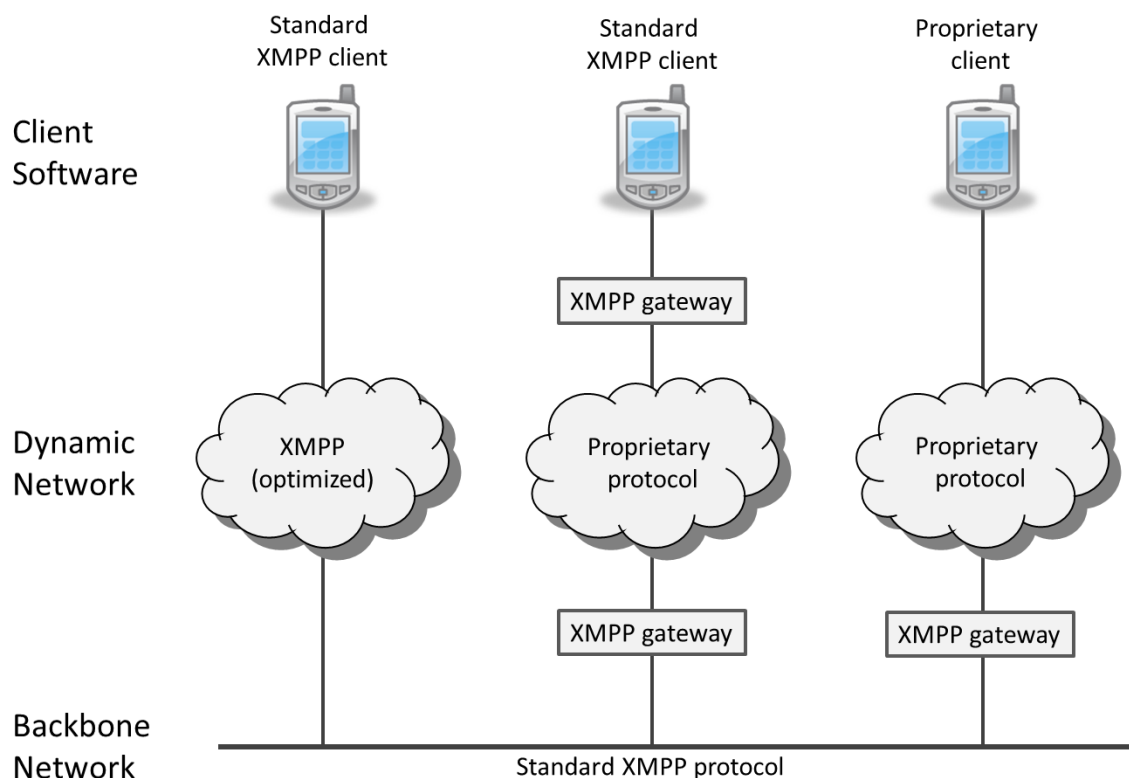 Standard
XMPP client
Standard
XMPP client
Proprietary
client
Client
Software
XMPP gateway
Dynamic
Network
XMPP
(optimized)
Proprietary
protocol
Proprietary
protocol
XMPP gateway
XMPP gateway
Backbone
Network
Standard XMPP protocol